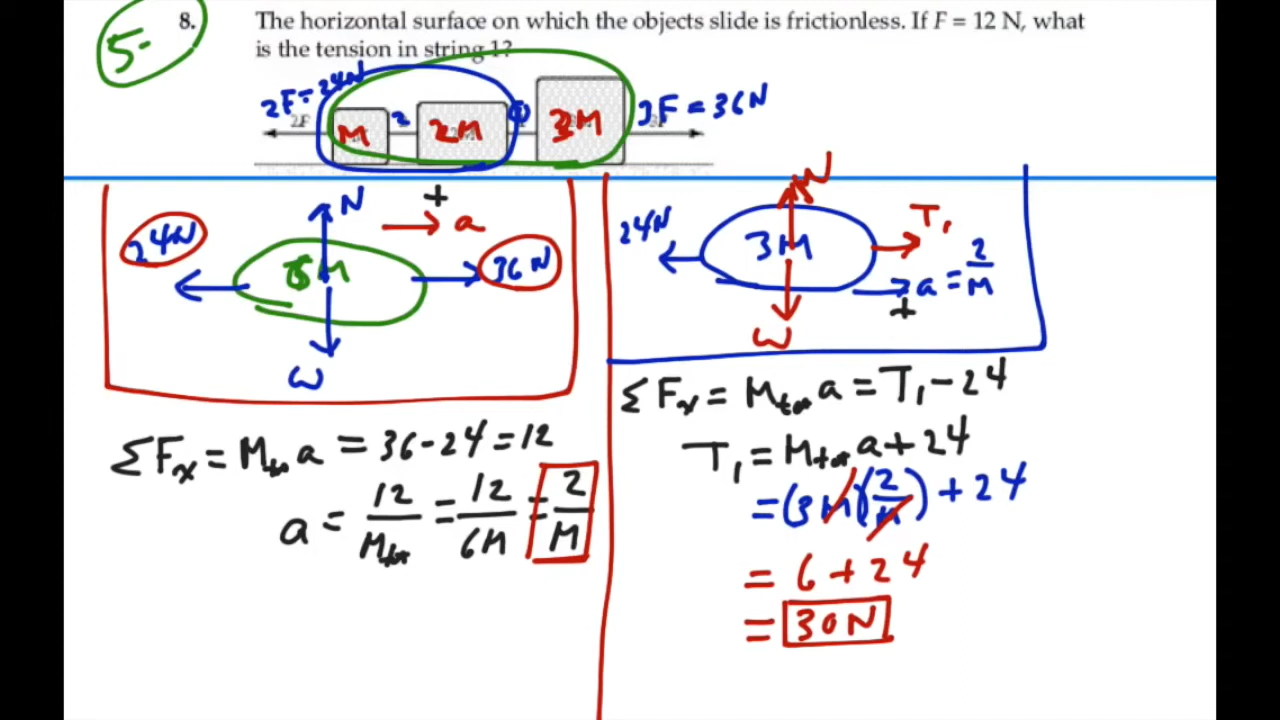 5-
8. The horizontal surface on which the objects slide is frictionless. If F = 12 N, what
is the tension in string 1?
2F = 24N
2F M 2 2M 1 3M 3F = 36N
24N N + a 36N
6M
W
ΣFx = Mtot a = 36-24 = 12
a = 12/Mtot = 12/6M = 2/M
24N N T1
3M
a = 2/M
+
W
ΣFx = Mtot a = T1 - 24
T1 = Mtot a + 24
= (3M)(2/M) + 24
= 6 + 24
= 30N